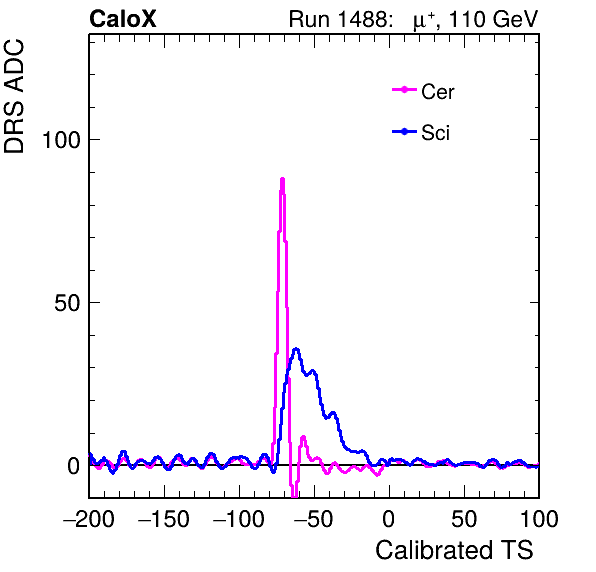 CaloX Run 1488: μ⁺, 110 GeV
DRS ADC
Cer
Sci
100
50
0
−200 −150 −100 −50 0 50 100
Calibrated TS